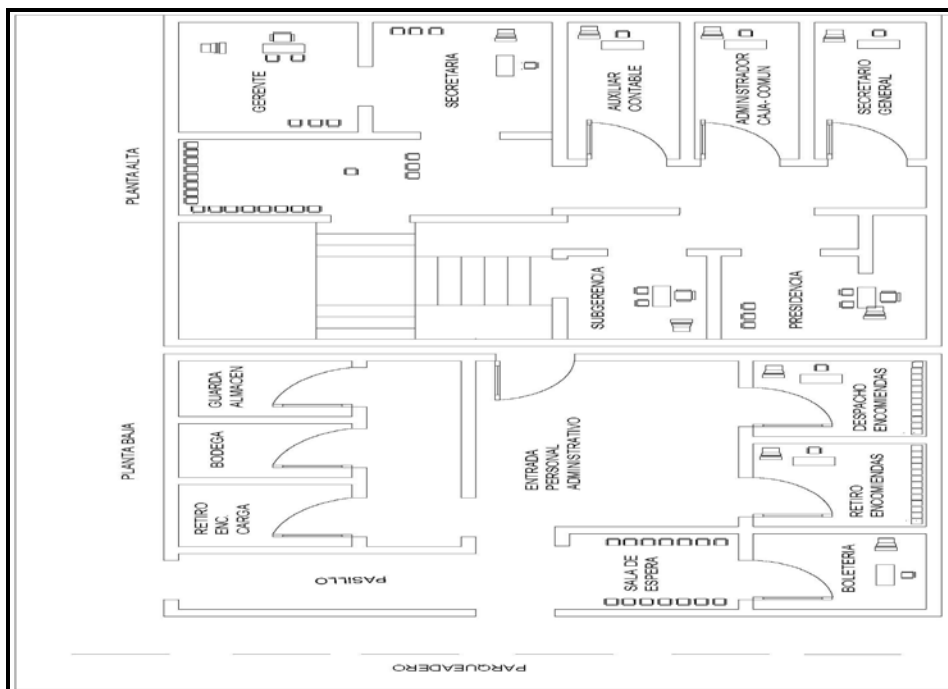 PLANTA ALTA
GERENTE
SECRETARIA
AUXILIAR
CONTABLE
ADMINISTRADOR
CAJA- COMUN
SECRETARIO
GENERAL
SUBGERENCIA
PRESIDENCIA
PLANTA BAJA
GUARDA
ALMACEN
BODEGA
RETIRO
ENC.
CARGA
ENTRADA
PERSONAL
ADMINISTRATIVO
DESPACHO
ENCOMIENDAS
RETIRO
ENCOMIENDAS
SALA DE
ESPERA
BOLETERIA
PASILLO
PARQUEADERO